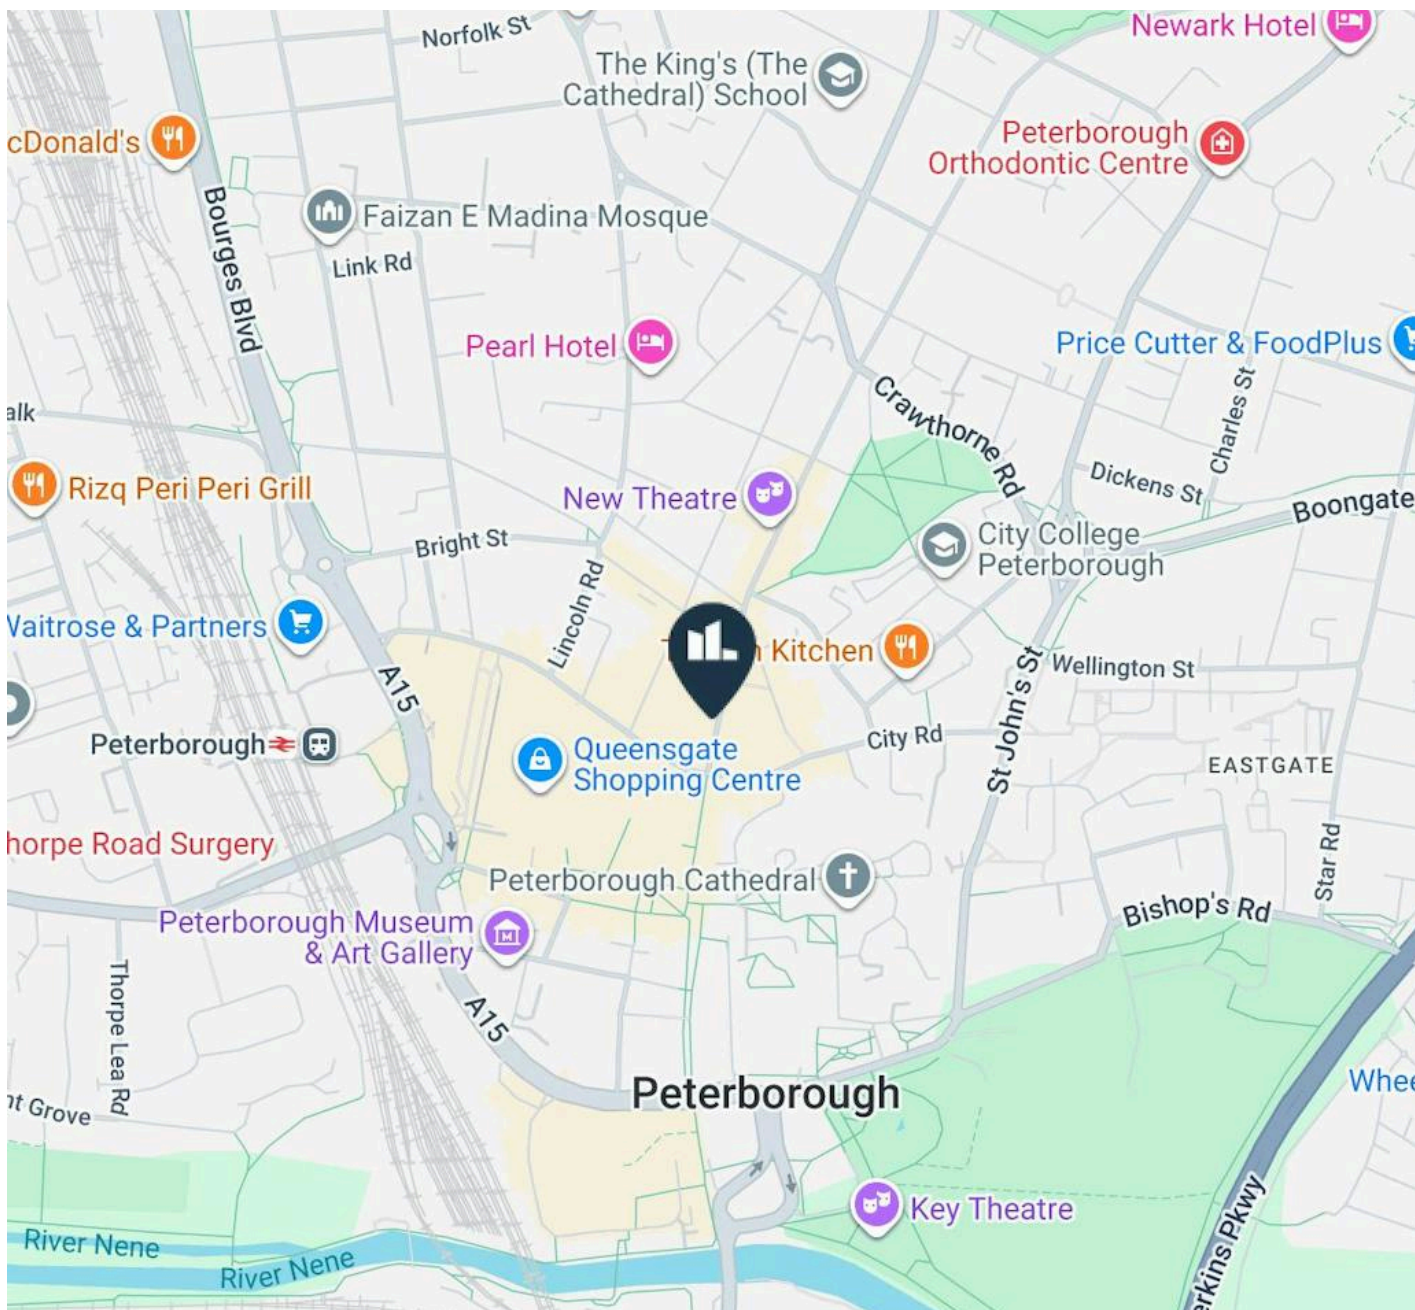 Norfolk St
Newark Hotel
The King's (The
Cathedral) School
cDonald's
Peterborough
Orthodontic Centre
Bourges Blvd
Faizan E Madina Mosque
Link Rd
Pearl Hotel
Price Cutter & FoodPlus
Crawthorne Rd
Charles St
alk
Rizq Peri Peri Grill
New Theatre
Dickens St
Boongate
Bright St
City College
Peterborough
Lincoln Rd
Waitrose & Partners
Kitchen
Wellington St
A15
St John's St
Peterborough
Queensgate
Shopping Centre
City Rd
EASTGATE
horpe Road Surgery
Star Rd
Peterborough Cathedral
Bishop's Rd
Peterborough Museum
& Art Gallery
Thorpe Lea Rd
A15
Peterborough
Whee
nt Grove
Key Theatre
erkins Pkwy
River Nene
River Nene